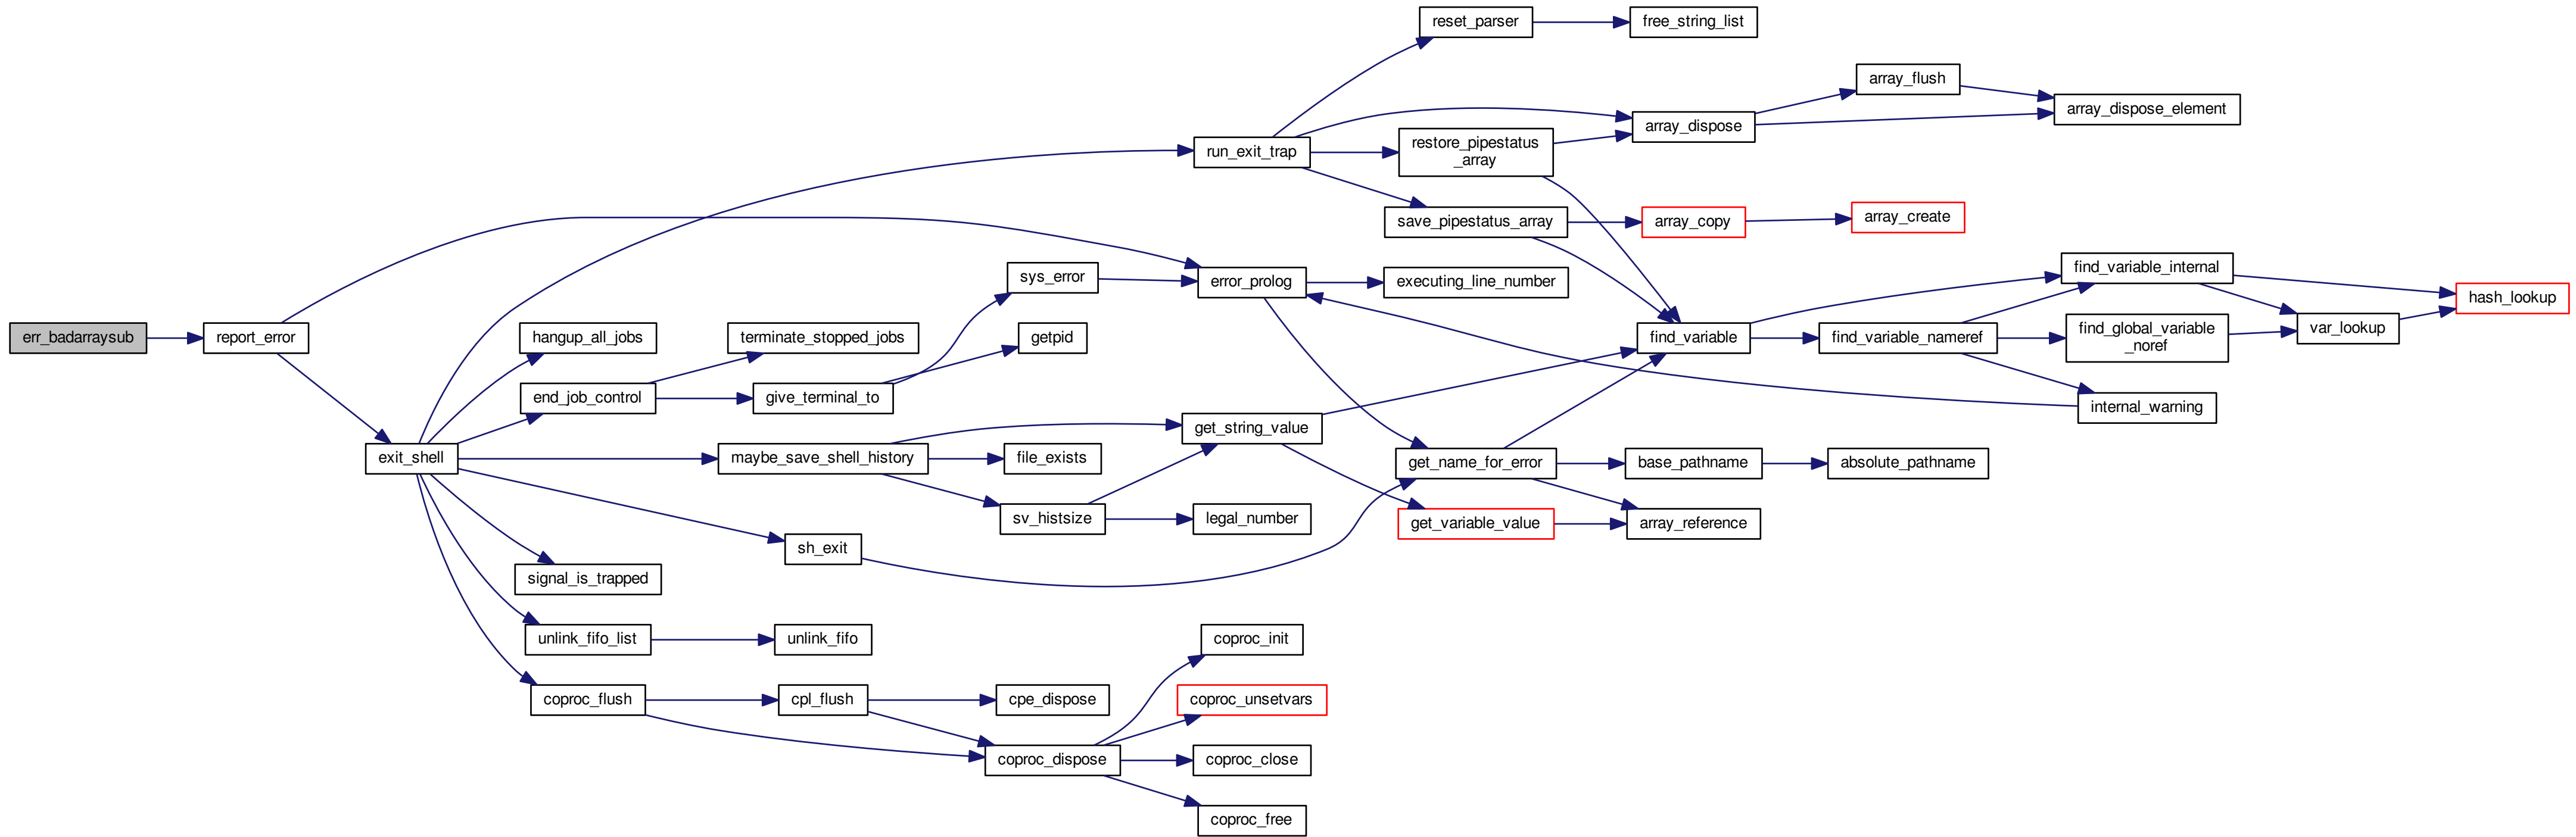 reset_parser
free_string_list
array_flush
array_dispose_element
array_dispose
run_exit_trap
restore_pipestatus
_array
save_pipestatus_array
array_copy
array_create
sys_error
error_prolog
executing_line_number
find_variable_internal
hash_lookup
err_badarraysub
report_error
hangup_all_jobs
terminate_stopped_jobs
getpid
find_variable
find_variable_nameref
find_global_variable
_noref
var_lookup
end_job_control
give_terminal_to
internal_warning
get_string_value
exit_shell
maybe_save_shell_history
file_exists
get_name_for_error
base_pathname
absolute_pathname
sv_histsize
legal_number
get_variable_value
array_reference
sh_exit
signal_is_trapped
unlink_fifo_list
unlink_fifo
coproc_init
coproc_flush
cpl_flush
cpe_dispose
coproc_unsetvars
coproc_dispose
coproc_close
coproc_free